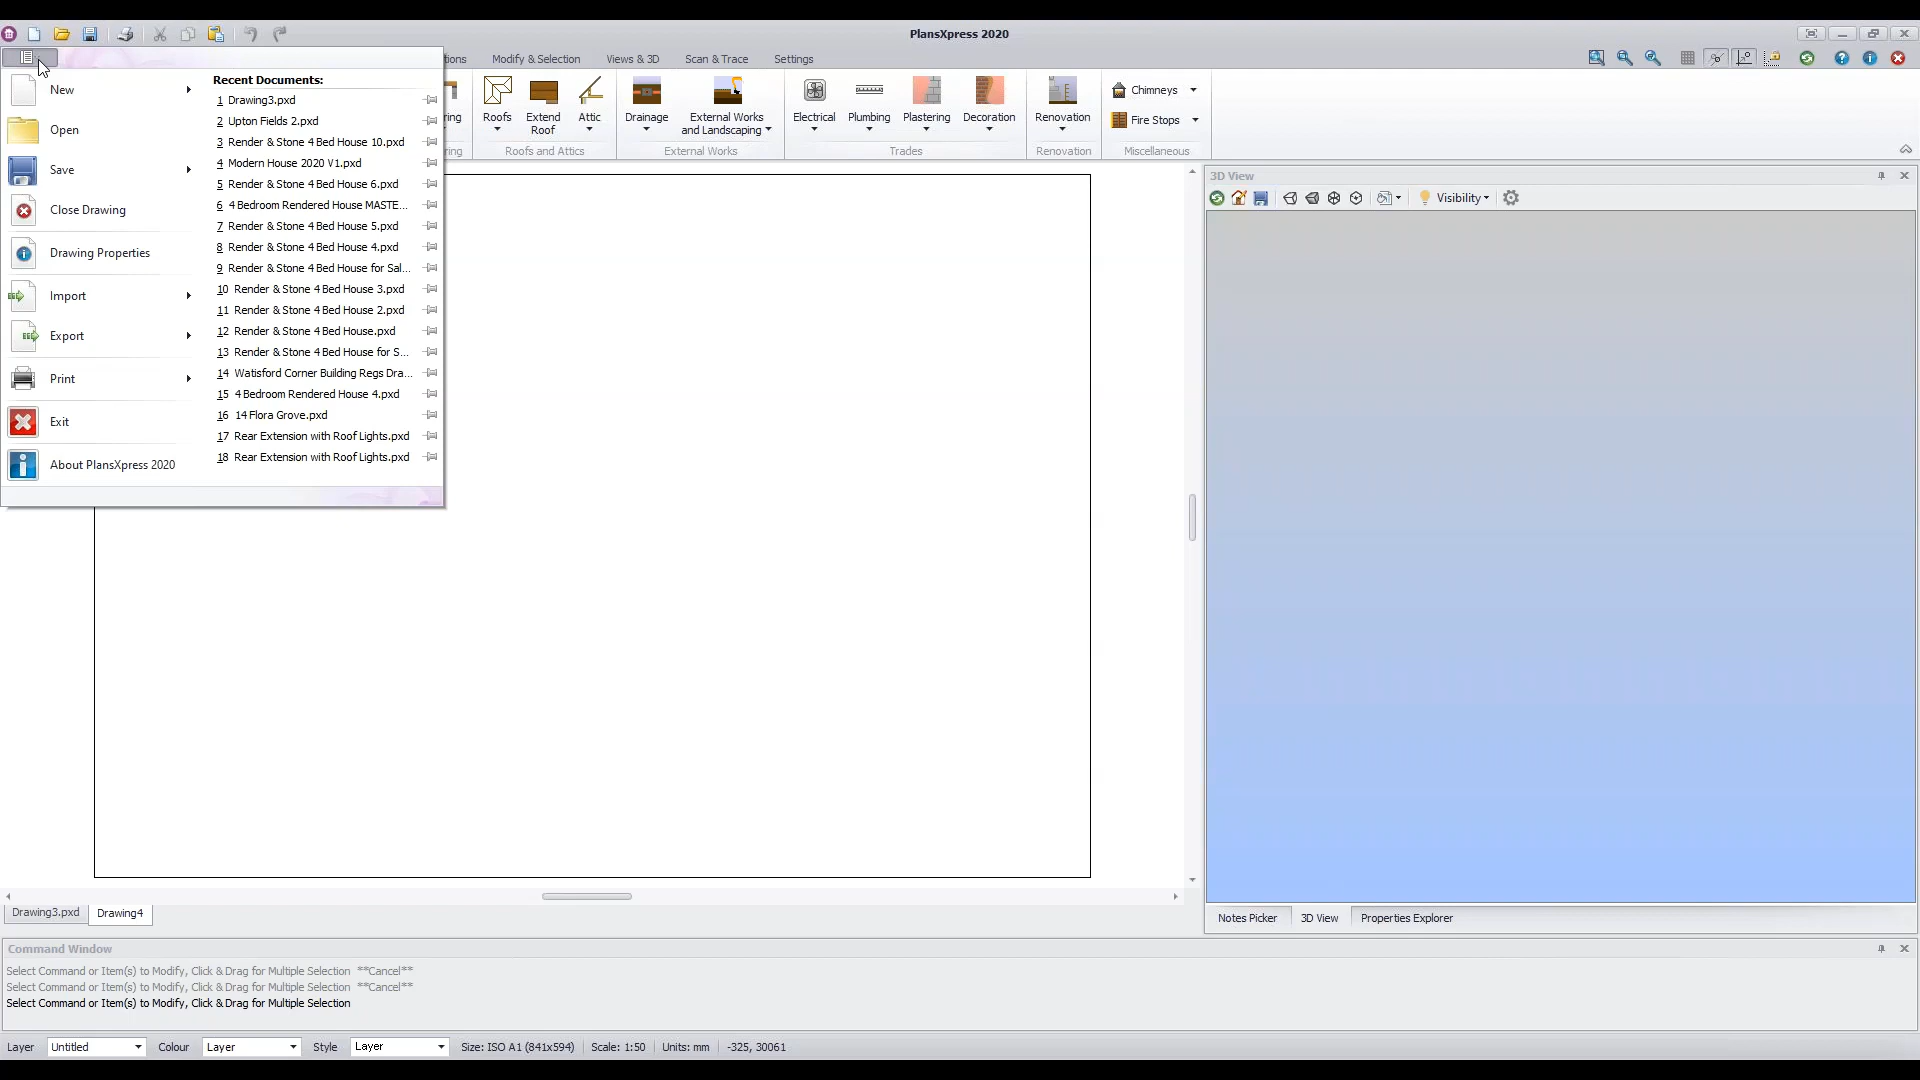 PlansXpress 2020
Modify & Selection
Views & 3D
Scan & Trace
Settings
New
Open
Save
Close Drawing
Drawing Properties
Import
Export
Print
Exit
About PlansXpress 2020
Recent Documents:
1 Drawing3.pxd
2 Upton Fields 2.pxd
3 Render & Stone 4 Bed House 10.pxd
4 Modern House 2020 V1.pxd
5 Render & Stone 4 Bed House 6.pxd
6 4 Bedroom Rendered House MASTE...
7 Render & Stone 4 Bed House 5.pxd
8 Render & Stone 4 Bed House 4.pxd
9 Render & Stone 4 Bed House for Sal...
10 Render & Stone 4 Bed House 3.pxd
11 Render & Stone 4 Bed House 2.pxd
12 Render & Stone 4 Bed House.pxd
13 Render & Stone 4 Bed House for S...
14 Watisford Corner Building Regs Dra...
15 4 Bedroom Rendered House 4.pxd
16 14 Flora Grove.pxd
17 Rear Extension with Roof Lights.pxd
18 Rear Extension with Roof Lights.pxd
Roofs
Extend
Roof
Attic
Roofs and Attics
Drainage
External Works
and Landscaping
External Works
Electrical
Plumbing
Plastering
Decoration
Trades
Renovation
Renovation
Chimneys
Fire Stops
Miscellaneous
3D View
Visibility
Drawing3.pxd
Drawing4
Notes Picker
3D View
Properties Explorer
Command Window
Select Command or Item(s) to Modify, Click & Drag for Multiple Selection **Cancel**
Select Command or Item(s) to Modify, Click & Drag for Multiple Selection **Cancel**
Select Command or Item(s) to Modify, Click & Drag for Multiple Selection
Layer Untitled Colour Layer Style Layer Size: ISO A1 (841x594) Scale: 1:50 Units: mm -325, 30061